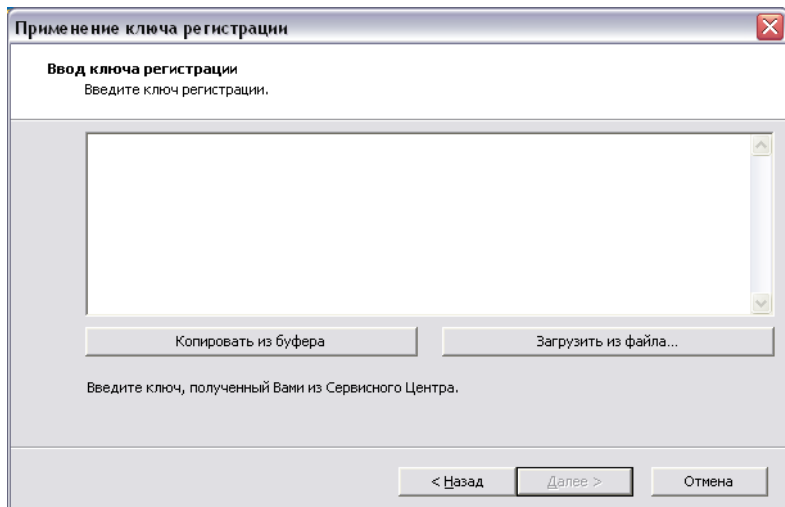 Применение ключа регистрации
Ввод ключа регистрации
Введите ключ регистрации.
Копировать из буфера
Загрузить из файла...
Введите ключ, полученный Вами из Сервисного Центра.
< Назад
Далее >
Отмена